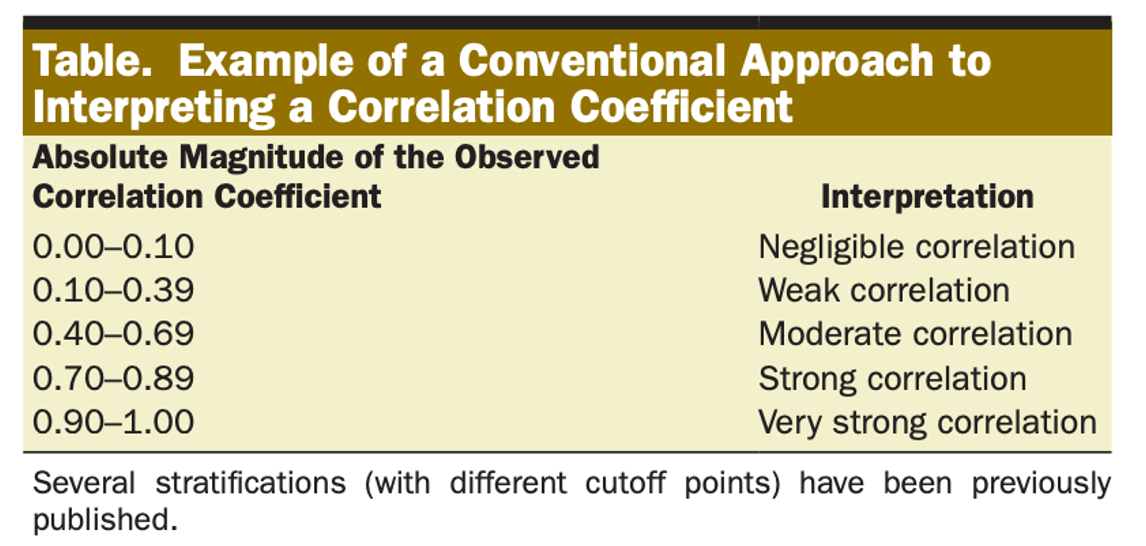 Table.  Example of a Conventional Approach to
Interpreting a Correlation Coefficient
Absolute Magnitude of the Observed
Correlation Coefficient Interpretation
0.00–0.10 Negligible correlation
0.10–0.39 Weak correlation
0.40–0.69 Moderate correlation
0.70–0.89 Strong correlation
0.90–1.00 Very strong correlation
Several stratifications (with different cutoff points) have been previously
published.